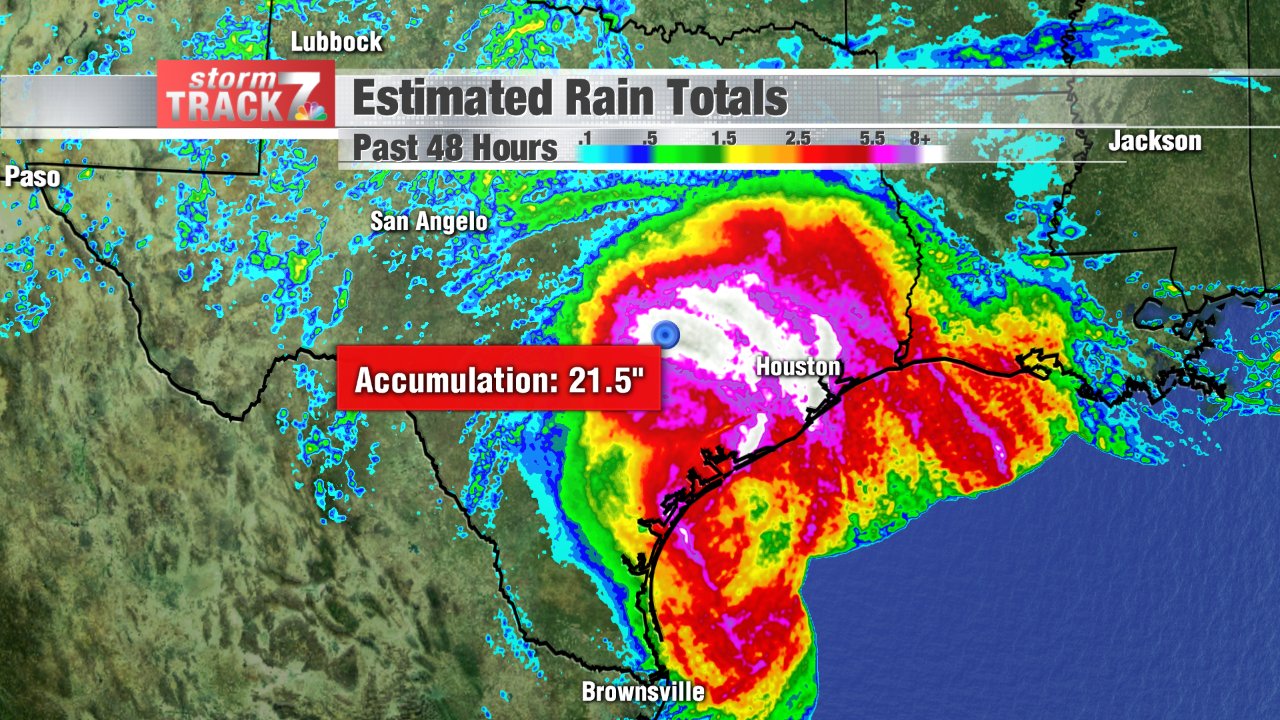 Lubbock
storm
TRACK 7
Estimated Rain Totals
Past 48 Hours
.1 .5 1.5 2.5 5.5 8+
Jackson
Paso
San Angelo
Houston
Accumulation: 21.5"
Brownsville